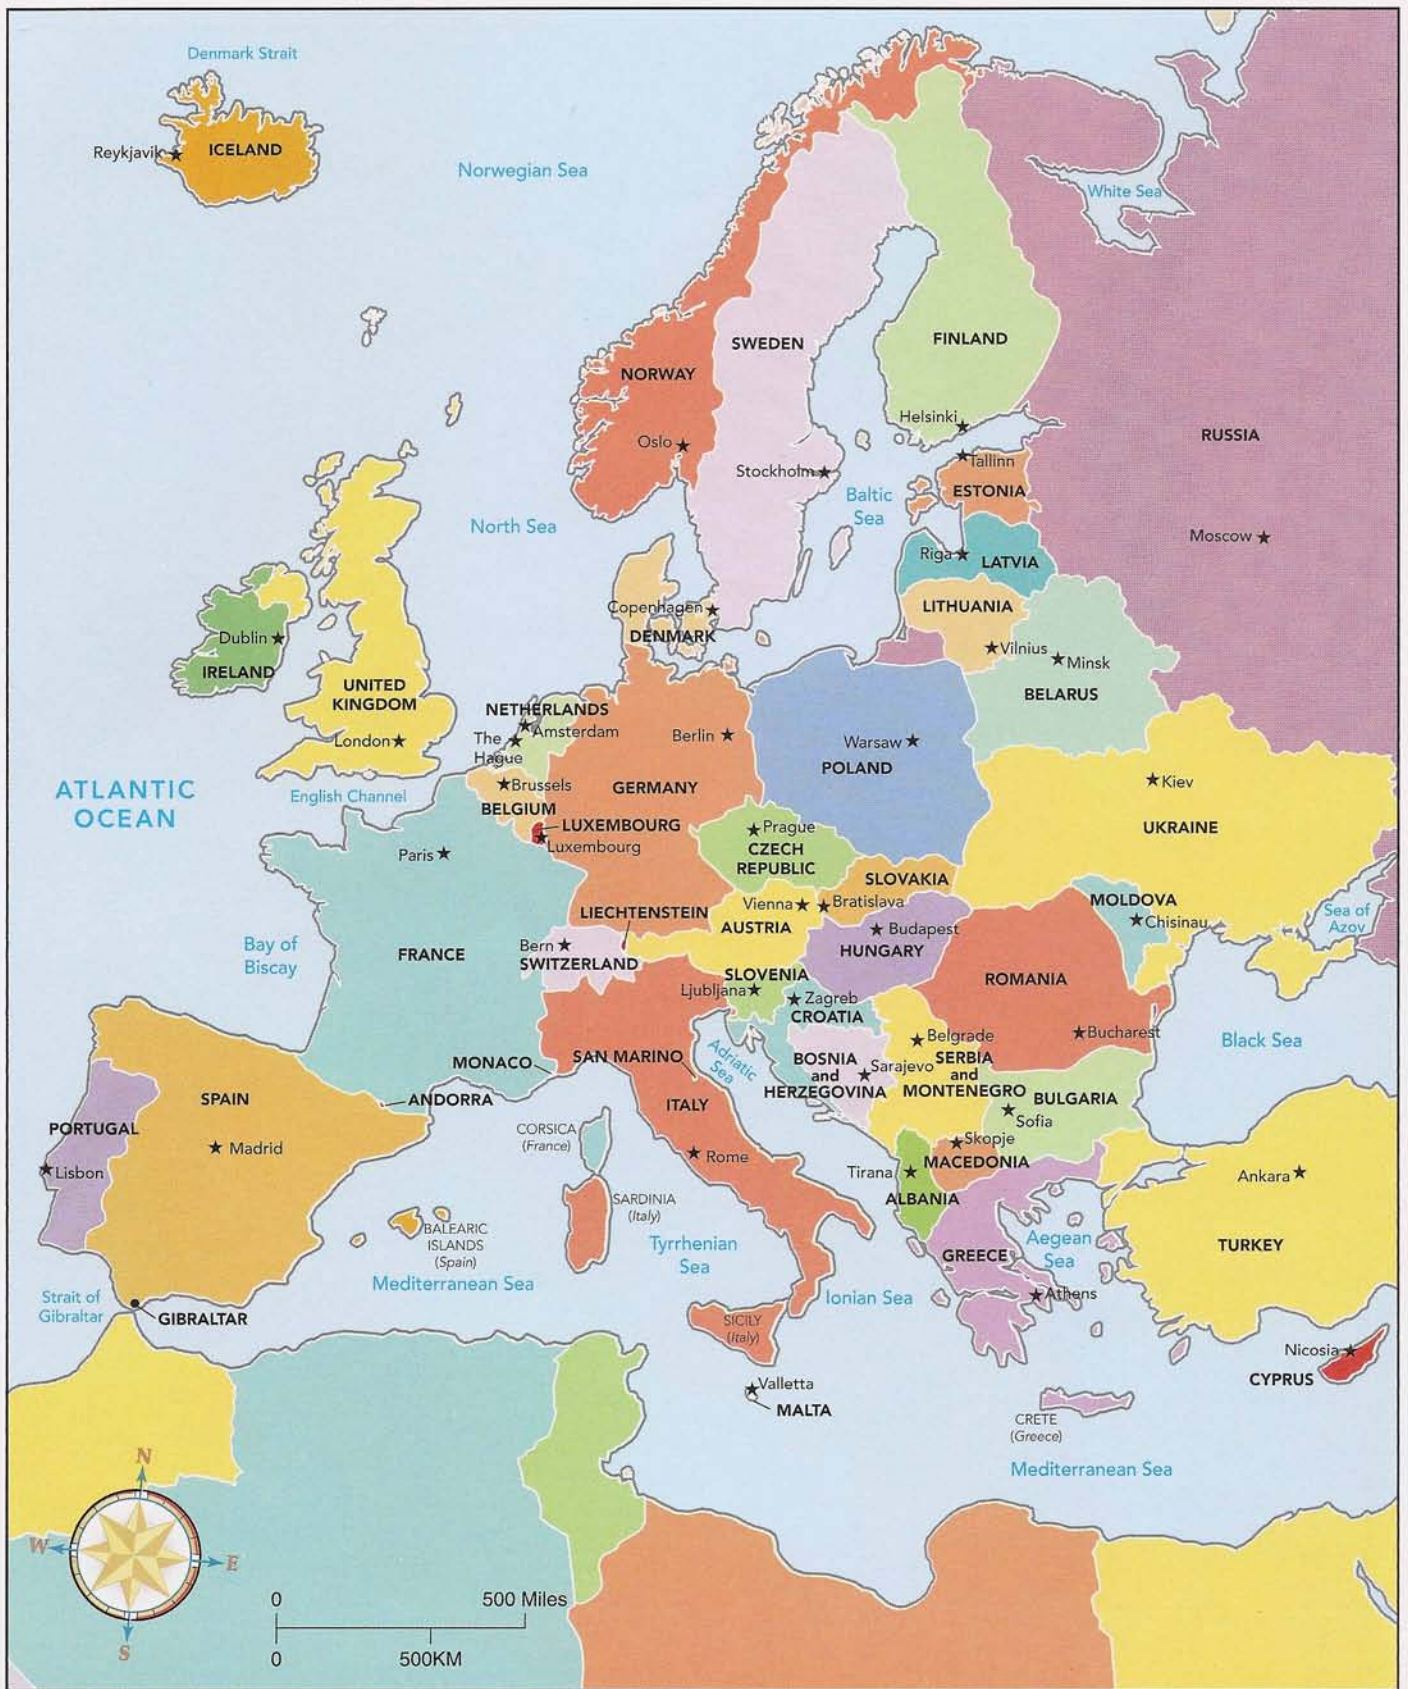 Denmark Strait
Reykjavik
ICELAND
Norwegian Sea
White Sea
SWEDEN
FINLAND
NORWAY
Helsinki
RUSSIA
Oslo
Stockholm
Tallinn
ESTONIA
Baltic
Sea
North Sea
Moscow
Riga
LATVIA
Copenhagen
DENMARK
LITHUANIA
Dublin
IRELAND
Vilnius
Minsk
BELARUS
UNITED
KINGDOM
London
NETHERLANDS
Amsterdam
The
Hague
Berlin
Warsaw
POLAND
Kiev
UKRAINE
ATLANTIC
OCEAN
English Channel
Brussels
BELGIUM
GERMANY
LUXEMBOURG
Luxembourg
Paris
Prague
CZECH
REPUBLIC
SLOVAKIA
LIECHTENSTEIN
Vienna
Bratislava
AUSTRIA
MOLDOVA
Chisinau
Sea of
Azov
Bay of
Biscay
FRANCE
Bern
SWITZERLAND
Budapest
HUNGARY
SLOVENIA
Ljubljana
Zagreb
CROATIA
ROMANIA
Bucharest
Black Sea
MONACO
SAN MARINO
Adriatic
Sea
BOSNIA
and
HERZEGOVINA
Sarajevo
Belgrade
SERBIA
and
MONTENEGRO
BULGARIA
Sofia
ANDORRA
SPAIN
Madrid
PORTUGAL
Lisbon
CORSICA
(France)
ITALY
Rome
Skopje
MACEDONIA
Tirana
ALBANIA
Ankara
TURKEY
SARDINIA
(Italy)
BALEARIC
ISLANDS
(Spain)
Mediterranean Sea
Tyrrhenian
Sea
GREECE
Aegean
Sea
Athens
Ionian Sea
Strait of
Gibraltar
GIBRALTAR
SICILY
(Italy)
Nicosia
CYPRUS
Valletta
MALTA
CRETE
(Greece)
Mediterranean Sea
N
W
E
S
0
500 Miles
0
500KM